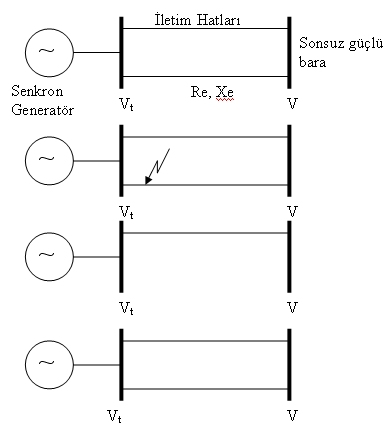 İletim Hatları
Sonsuz güçlü
bara
~
Senkron
Generatör
Re, Xe
Vt
V
~
Vt
V
~
Vt
V
~
Vt
V